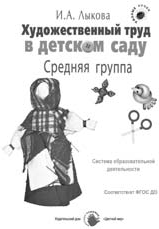 И.А. Лыкова
Художественный труд
в детском саду
Средняя группа
Система образовательной
деятельности
Соответствует ФГОС ДО
Издательский дом «Цветной мир»